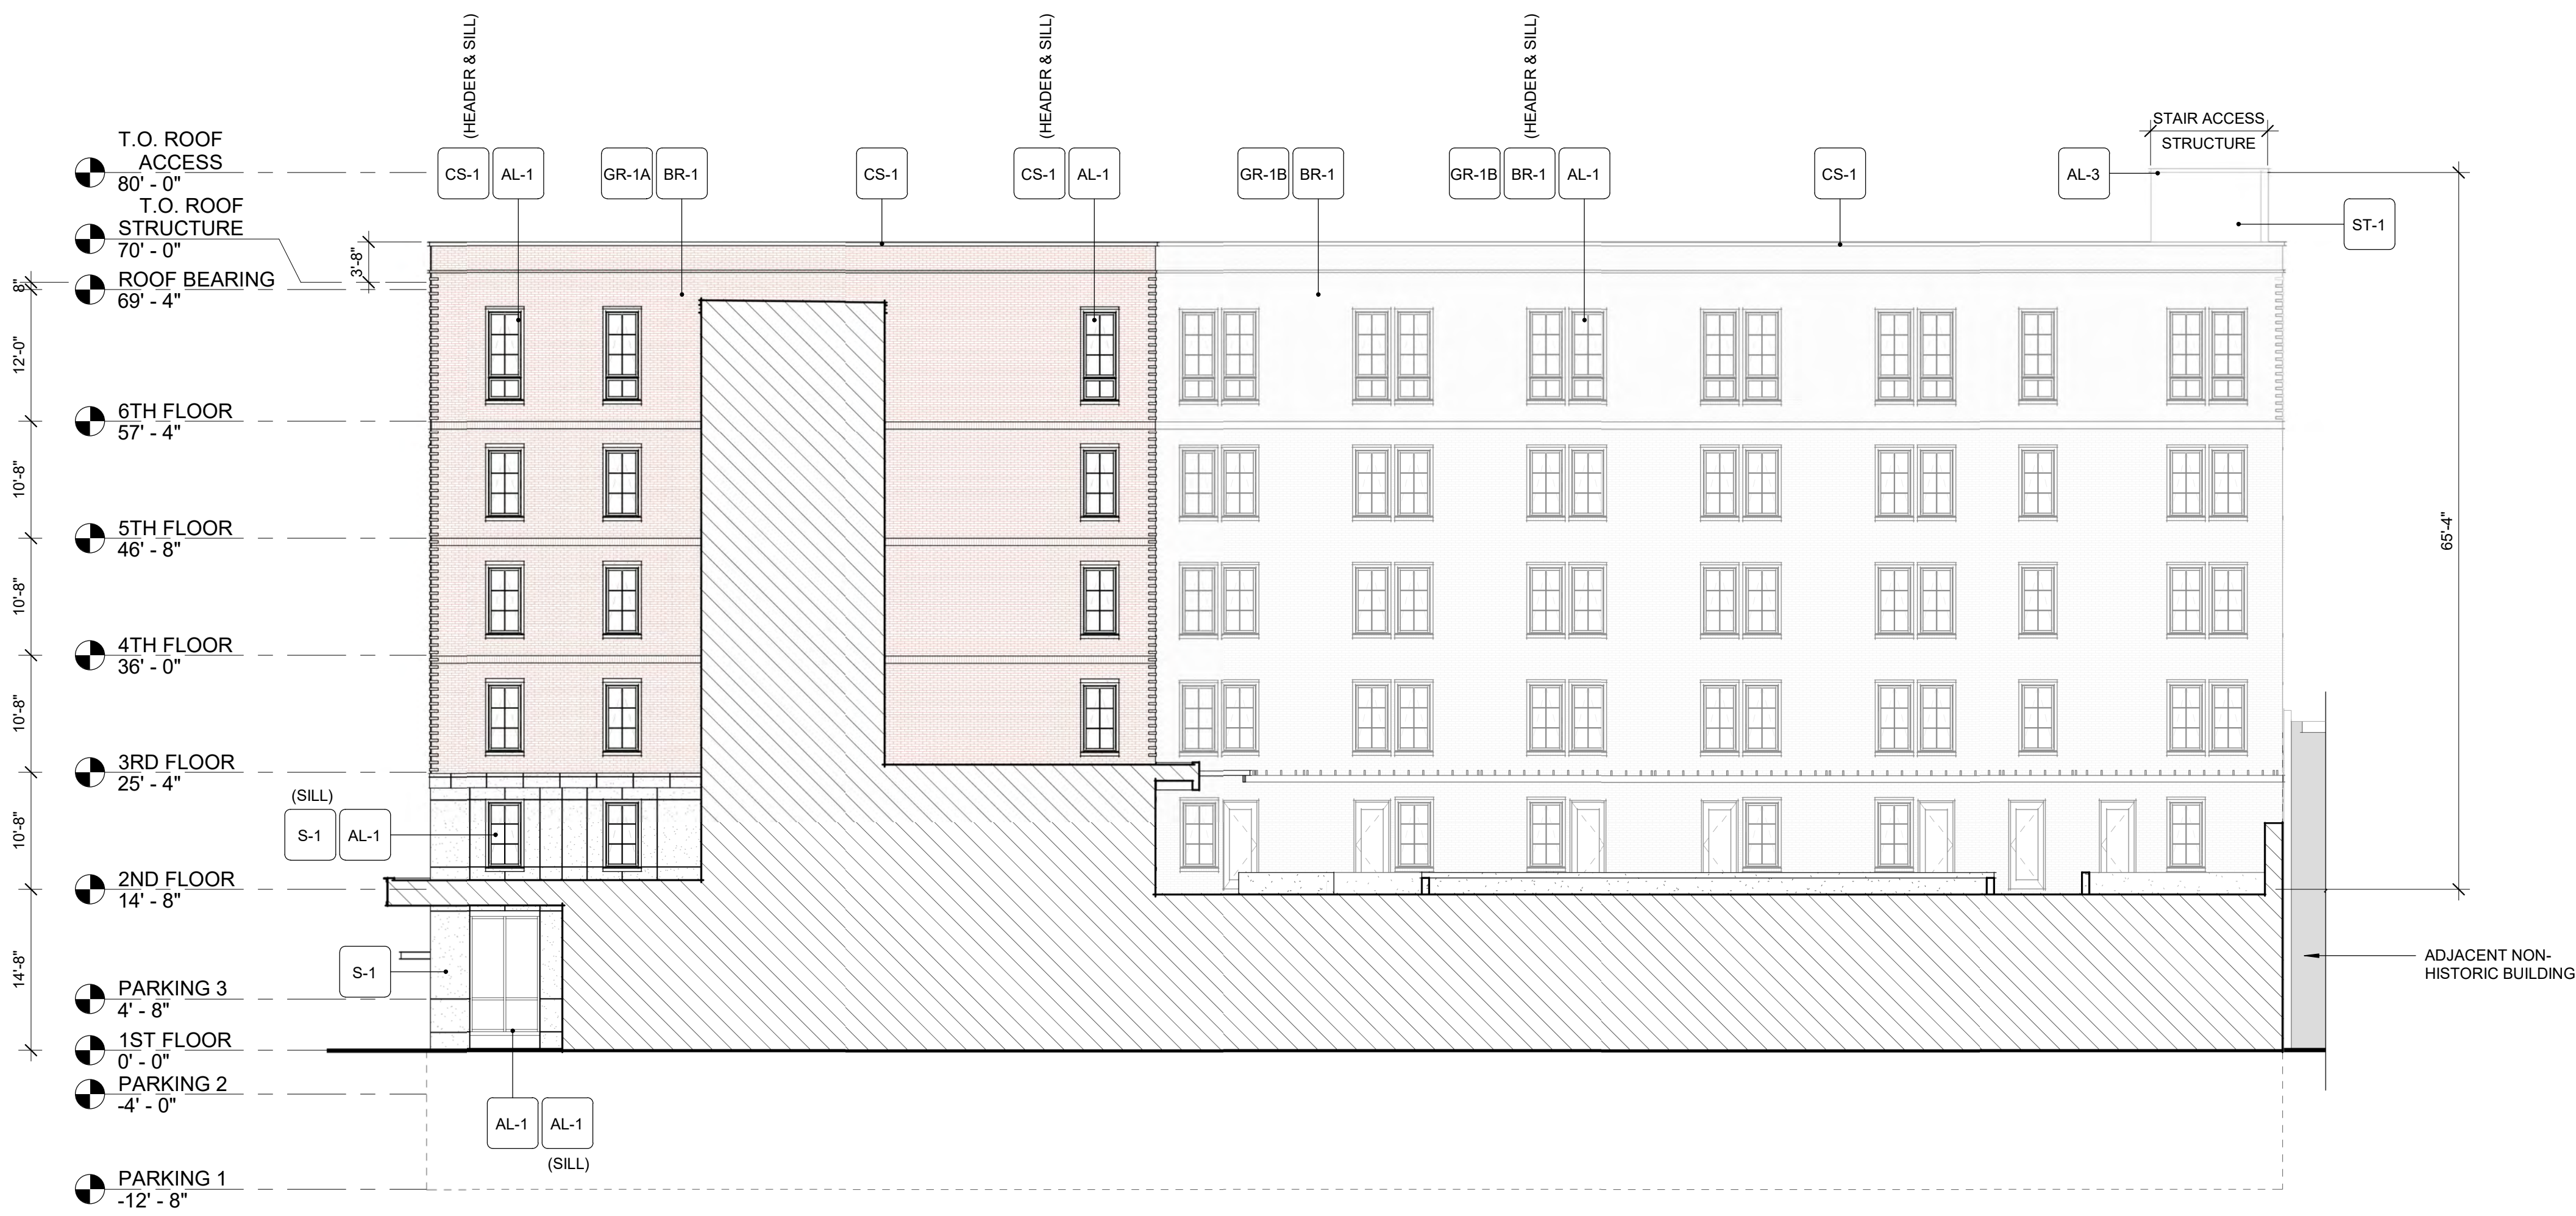 (HEADER & SILL)
(HEADER & SILL)
(HEADER & SILL)
CS-1
AL-1
GR-1A
BR-1
CS-1
CS-1
AL-1
GR-1B
BR-1
GR-1B
BR-1
AL-1
CS-1
AL-3
STAIR ACCESS
STRUCTURE
ST-1
T.O. ROOF
ACCESS
80' - 0"
T.O. ROOF
STRUCTURE
70' - 0"
3'-8"
8"
ROOF BEARING
69' - 4"
12'-0"
6TH FLOOR
57' - 4"
10'-8"
5TH FLOOR
46' - 8"
10'-8"
4TH FLOOR
36' - 0"
10'-8"
3RD FLOOR
25' - 4"
10'-8"
(SILL)
S-1
AL-1
2ND FLOOR
14' - 8"
14'-8"
S-1
PARKING 3
4' - 8"
1ST FLOOR
0' - 0"
PARKING 2
-4' - 0"
AL-1
AL-1
(SILL)
PARKING 1
-12' - 8"
65'-4"
ADJACENT NON-
HISTORIC BUILDING